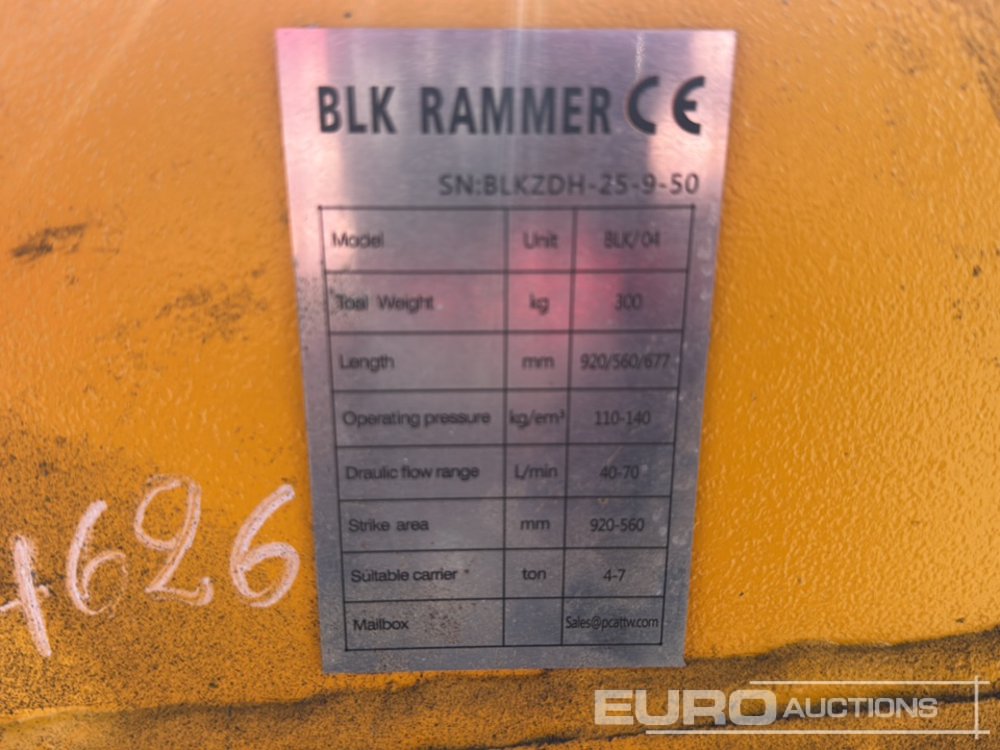 BLK RAMMER CE
SN:BLKZDH-25-9-50
Model Unit BLK/04
Toal Weight kg 300
Length mm 920/560/677
Operating pressure kg/em³ 110-140
Draulic flow range L/min 40-70
Strike area mm 920-560
Suitable carrier ton 4-7
Mailbox Sales@pcattw.com
1626
EURO AUCTIONS